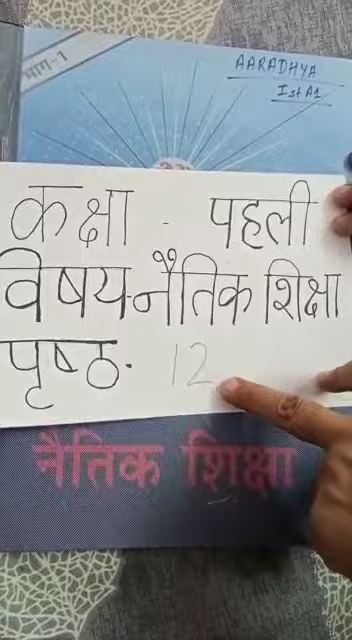 भाग-1
AARADHYA
Ist A1
कक्षा - पहली
विषय-नैतिक शिक्षा
पृष्ठ- 12
नैतिक शिक्षा